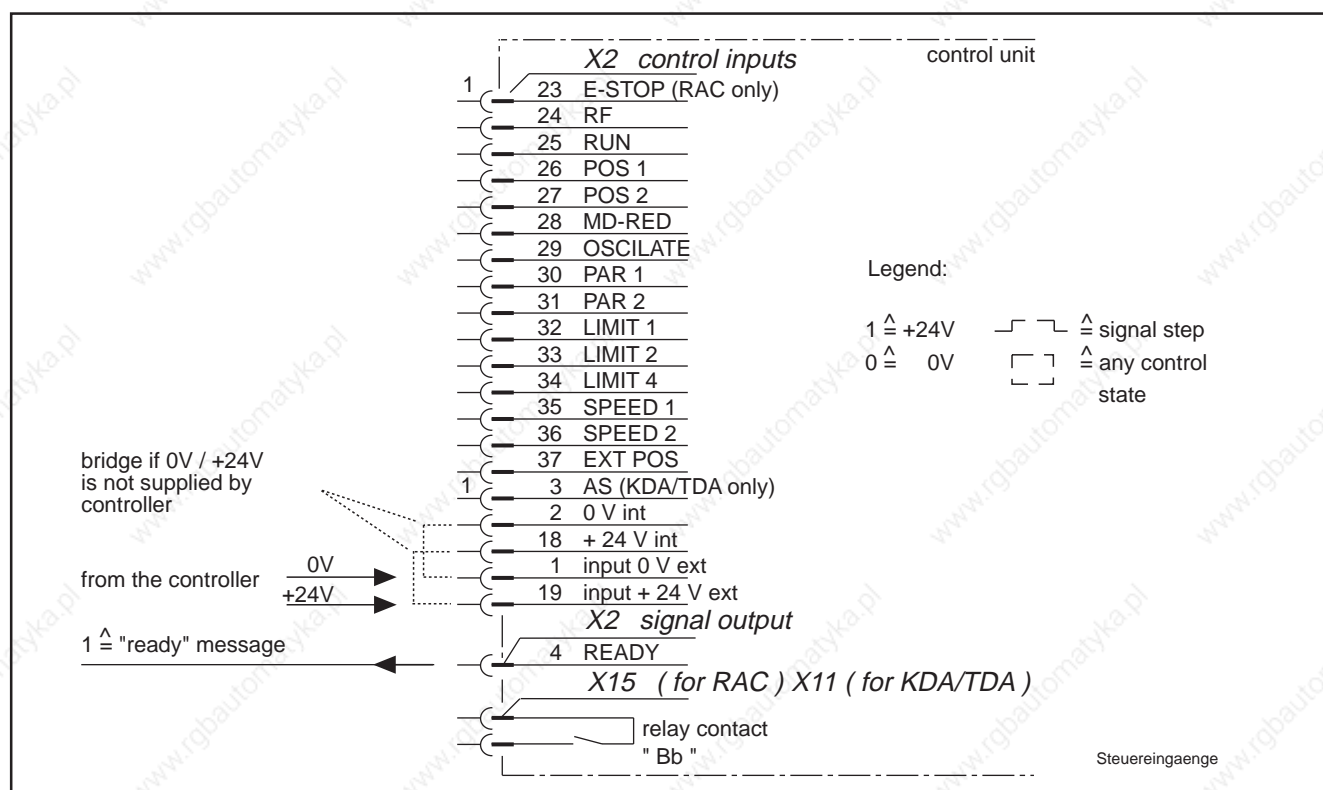 X2 control inputs
control unit
1 23 E-STOP (RAC only)
24 RF
25 RUN
26 POS 1
27 POS 2
28 MD-RED
29 OSCILATE
30 PAR 1
31 PAR 2
32 LIMIT 1
33 LIMIT 2
34 LIMIT 4
35 SPEED 1
36 SPEED 2
37 EXT POS
1 3 AS (KDA/TDA only)
2 0 V int
18 + 24 V int
1 input 0 V ext
19 input + 24 V ext
Legend:
1 ≙ +24V
≙ signal step
0 ≙ 0V
≙ any control
state
bridge if 0V / +24V
is not supplied by
controller
from the controller
0V
+24V
X2 signal output
1 ≙ "ready" message
4 READY
X15 ( for RAC ) X11 ( for KDA/TDA )
relay contact
" Bb "
Steuereingaenge
www.rgbautomatyka.pl